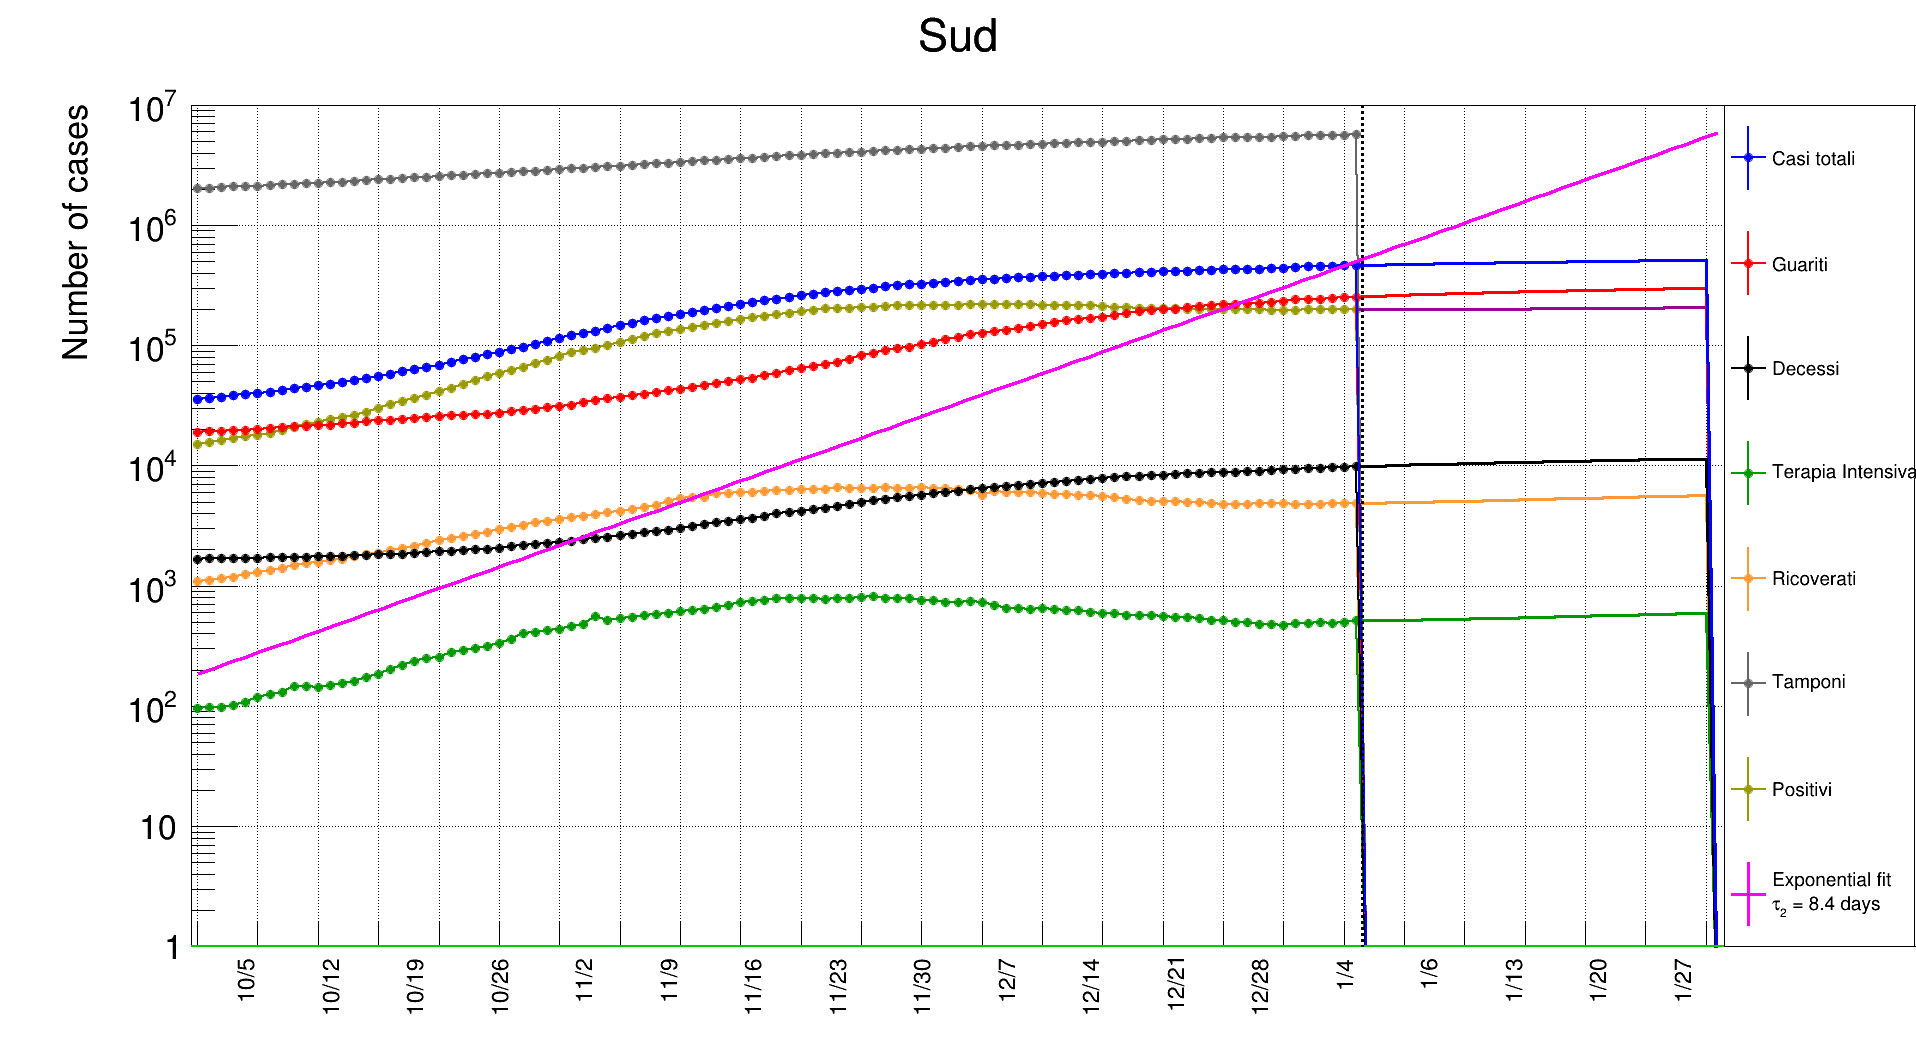 Sud
Number of cases
10^7
10^6
10^5
10^4
10^3
10^2
10
1
10/5
10/12
10/19
10/26
11/2
11/9
11/16
11/23
11/30
12/7
12/14
12/21
12/28
1/4
1/6
1/13
1/20
1/27
Casi totali
Guariti
Decessi
Terapia Intensiva
Ricoverati
Tamponi
Positivi
Exponential fit
τ_2 = 8.4 days